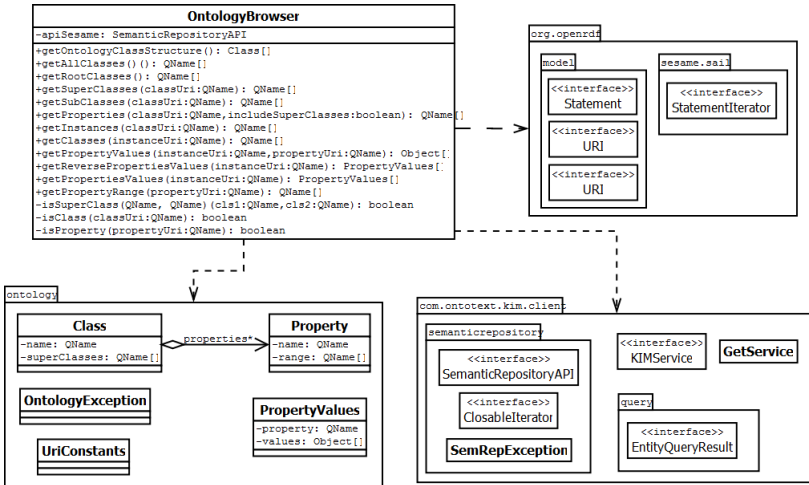 OntologyBrowser
-apiSesame: SemanticRepositoryAPI
+getOntologyClassStructure(): Class[]
+getAllClasses()(): QName[]
+getRootClasses(): QName[]
+getSuperClasses(classUri:QName): QName[]
+getSubClasses(classUri:QName): QName[]
+getProperties(classUri:QName,includeSuperClasses:boolean): QName[]
+getInstances(classUri:QName): QName[]
+getClasses(instanceUri:QName): QName[]
+getPropertyValues(instanceUri:QName,propertyUri:QName): Object[]
+getReversePropertiesValues(instanceUri:QName): PropertyValues[]
+getPropertiesValues(instanceUri:QName): PropertyValues[]
+getPropertyRange(propertyUri:QName): QName[]
-isSuperClass(QName, QName)(cls1:QName,cls2:QName): boolean
-isClass(classUri:QName): boolean
-isProperty(propertyUri:QName): boolean
org.openrdf
model
<<interface>>
Statement
<<interface>>
URI
<<interface>>
URI
sesame.sail
<<interface>>
StatementIterator
ontology
Class
-name: QName
-superClasses: QName[]
properties*
Property
-name: QName
-range: QName[]
OntologyException
UriConstants
PropertyValues
-property: QName
-values: Object[]
com.ontotext.kim.client
semanticrepository
<<interface>>
SemanticRepositoryAPI
<<interface>>
ClosableIterator
SemRepException
<<interface>>
KIMService
GetService
query
<<interface>>
EntityQueryResult